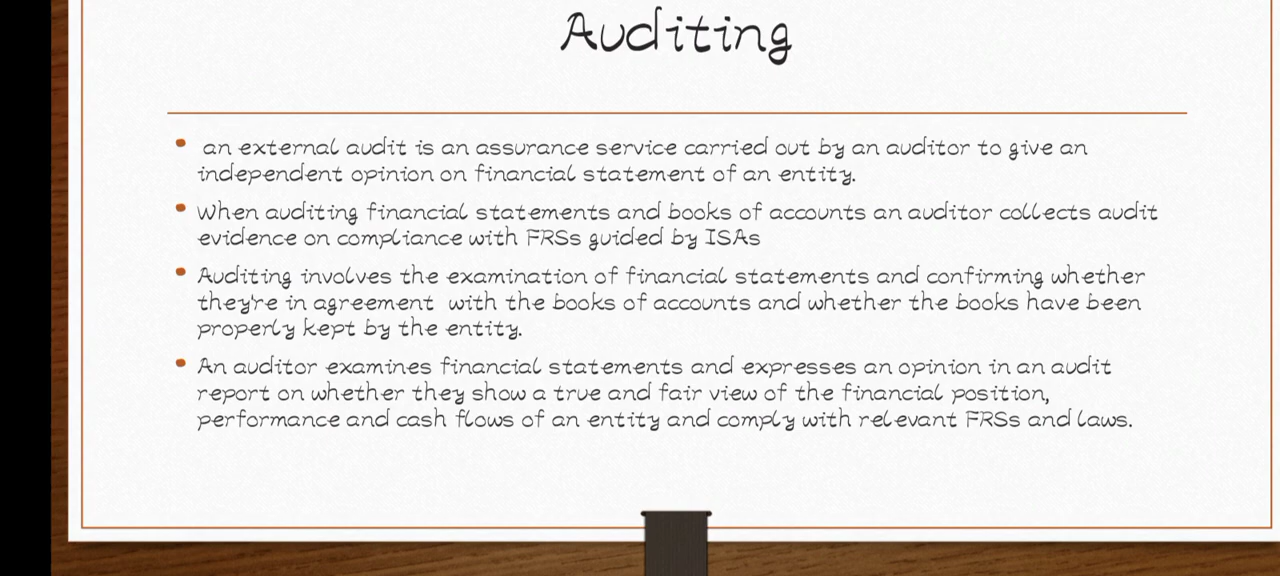 Auditing
• an external audit is an assurance service carried out by an auditor to give an
independent opinion on financial statement of an entity.
• When auditing financial statements and books of accounts an auditor collects audit
evidence on compliance with FRSs guided by ISAs
• Auditing involves the examination of financial statements and confirming whether
they're in agreement with the books of accounts and whether the books have been
properly kept by the entity.
• An auditor examines financial statements and expresses an opinion in an audit
report on whether they show a true and fair view of the financial position,
performance and cash flows of an entity and comply with relevant FRSs and laws.